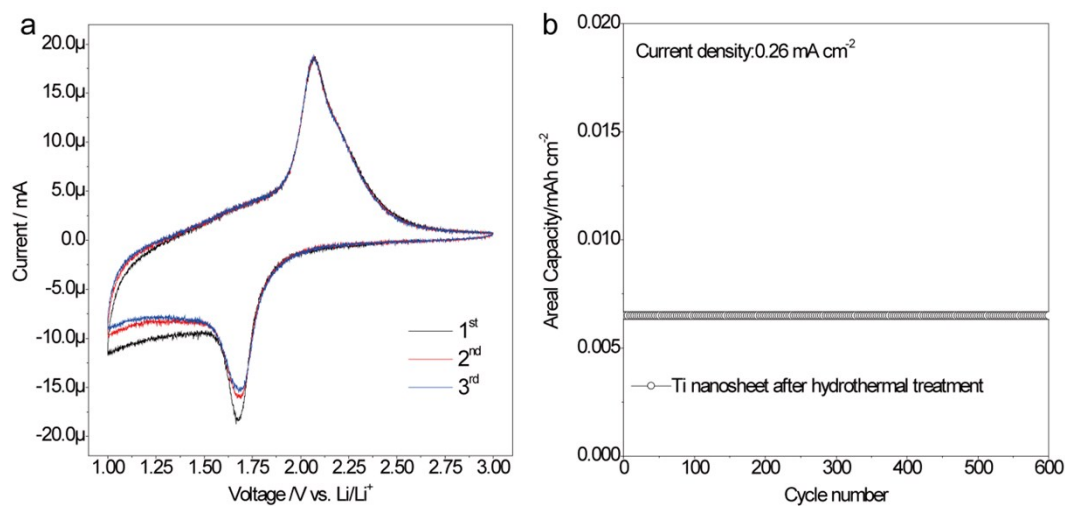 a
20.0µ
15.0µ
10.0µ
5.0µ
0.0
-5.0µ
-10.0µ
-15.0µ
-20.0µ
Current / mA
1st
2nd
3rd
1.00 1.25 1.50 1.75 2.00 2.25 2.50 2.75 3.00
Voltage /V vs. Li/Li+
b
0.020
0.015
0.010
0.005
0.000
Areal Capacity/mAh cm-2
Current density:0.26 mA cm-2
Ti nanosheet after hydrothermal treatment
0 100 200 300 400 500 600
Cycle number